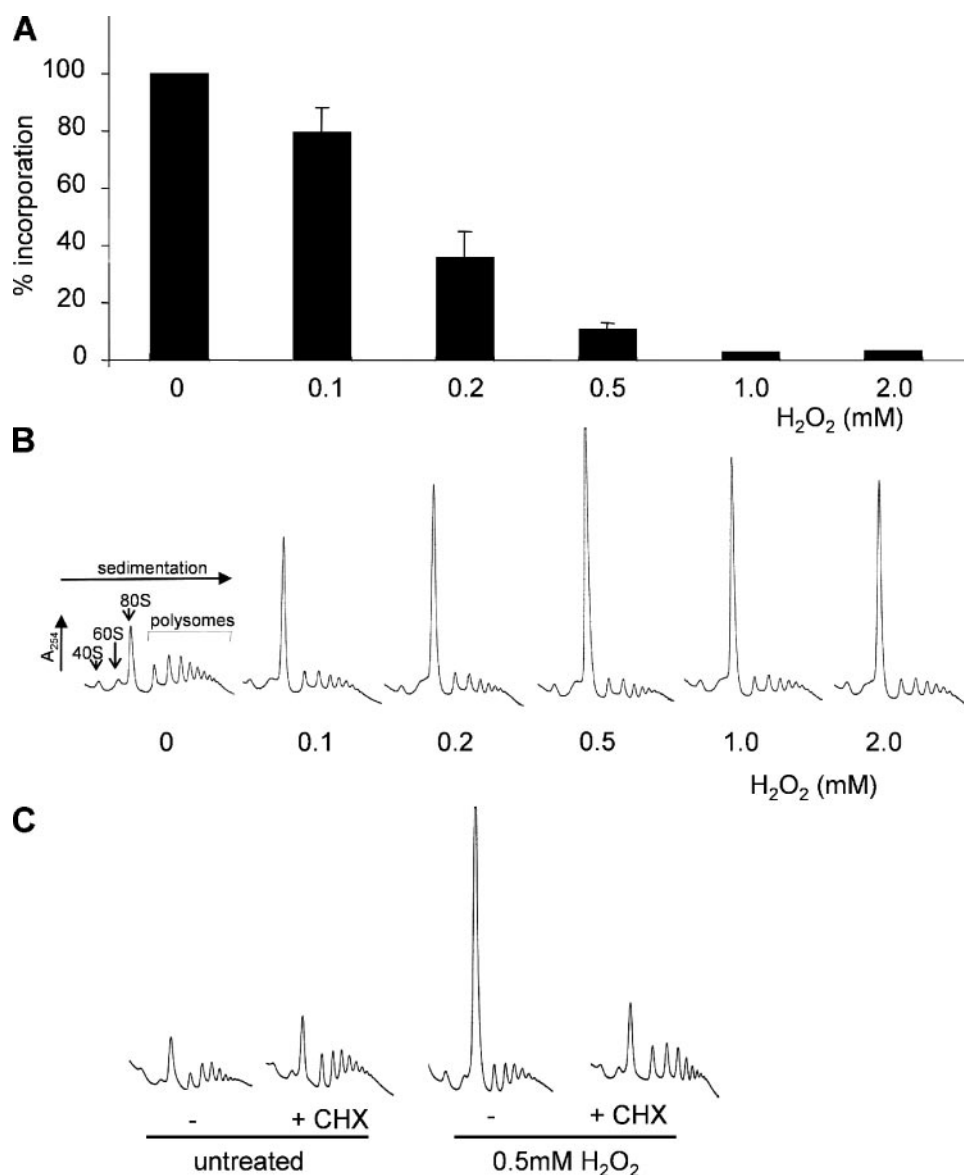 A
% incorporation
100
80
60
40
20
0
0 0.1 0.2 0.5 1.0 2.0
H₂O₂ (mM)
B
sedimentation
A₂₅₄
40S
60S
80S
polysomes
0 0.1 0.2 0.5 1.0 2.0
H₂O₂ (mM)
C
- + CHX - + CHX
untreated 0.5mM H₂O₂